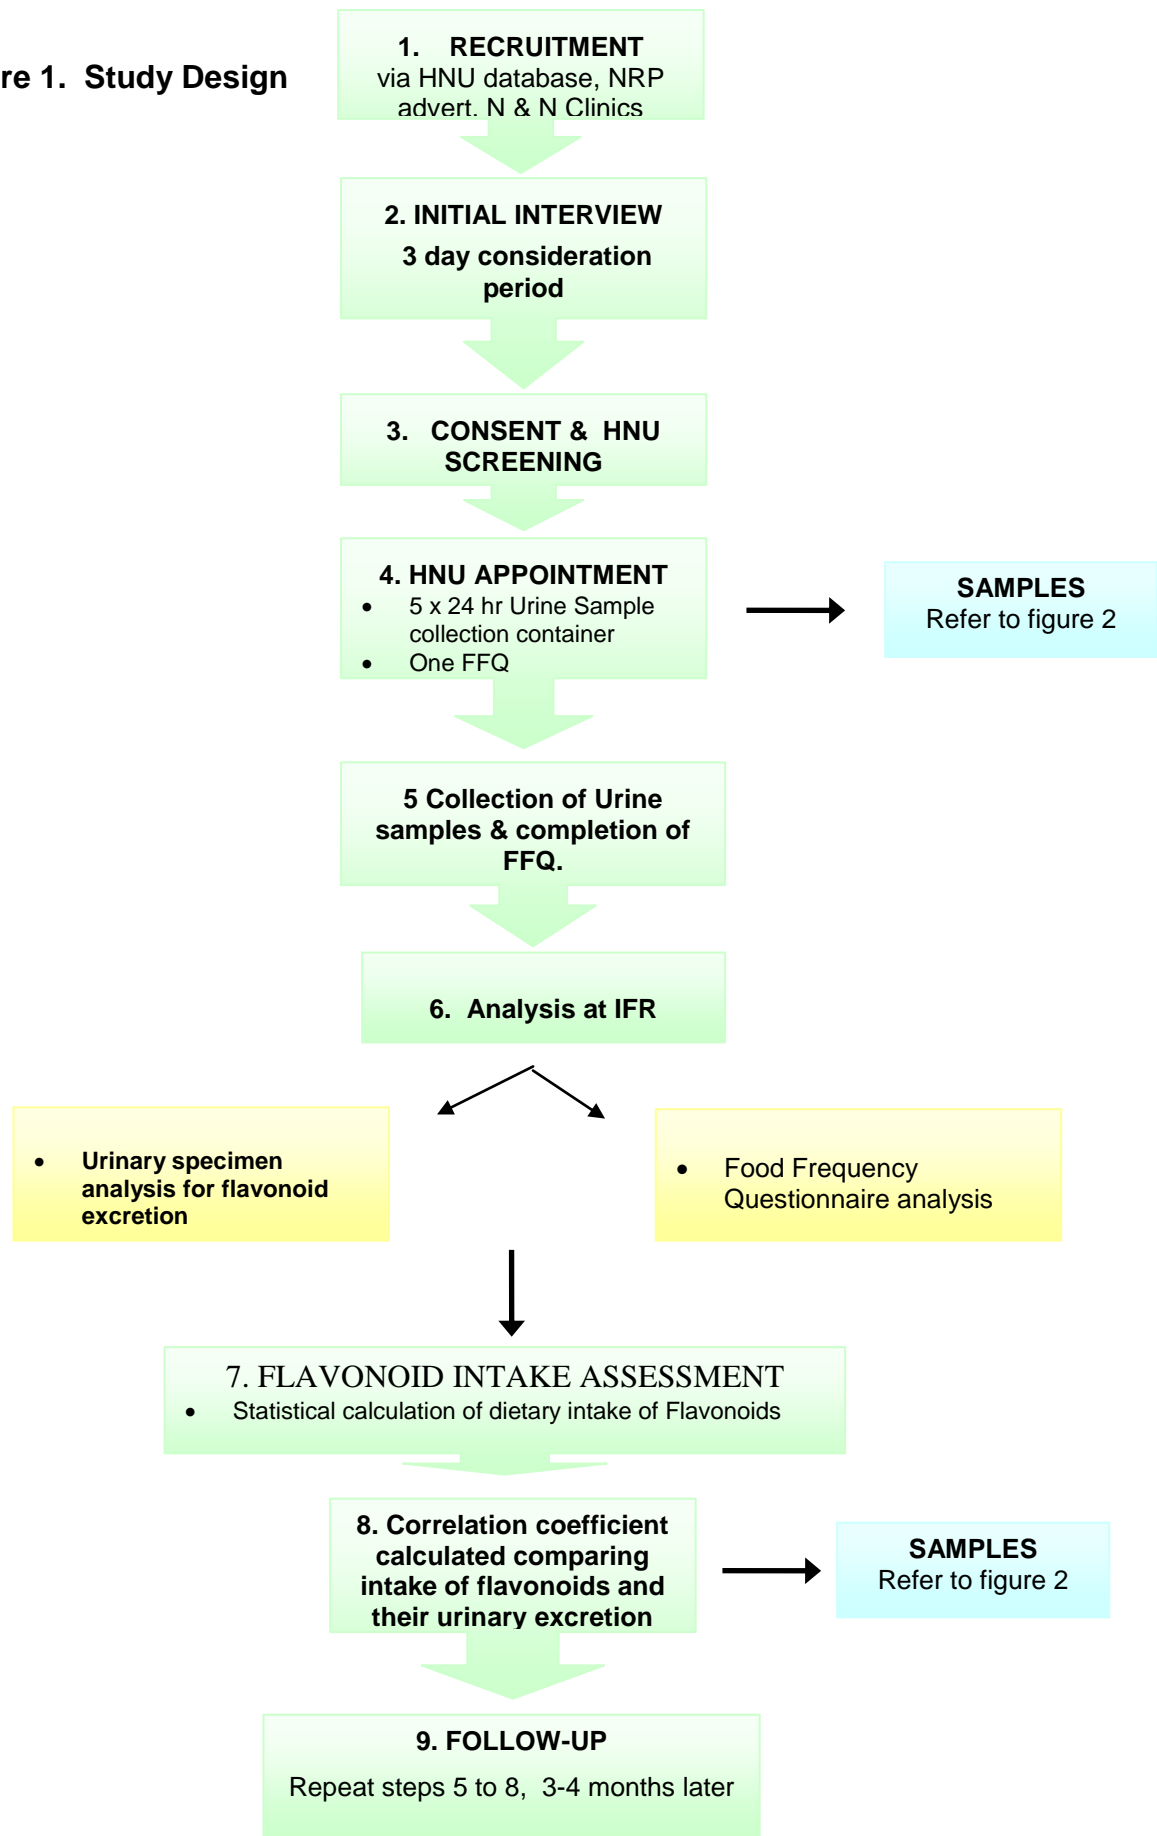 re 1. Study Design
1. RECRUITMENT
via HNU database, NRP
advert, N & N Clinics
2. INITIAL INTERVIEW
3 day consideration
period
3. CONSENT & HNU
SCREENING
4. HNU APPOINTMENT
• 5 x 24 hr Urine Sample
collection container
• One FFQ
SAMPLES
Refer to figure 2
5 Collection of Urine
samples & completion of
FFQ.
6. Analysis at IFR
• Urinary specimen
analysis for flavonoid
excretion
• Food Frequency
Questionnaire analysis
7. FLAVONOID INTAKE ASSESSMENT
• Statistical calculation of dietary intake of Flavonoids
8. Correlation coefficient
calculated comparing
intake of flavonoids and
their urinary excretion
SAMPLES
Refer to figure 2
9. FOLLOW-UP
Repeat steps 5 to 8, 3-4 months later